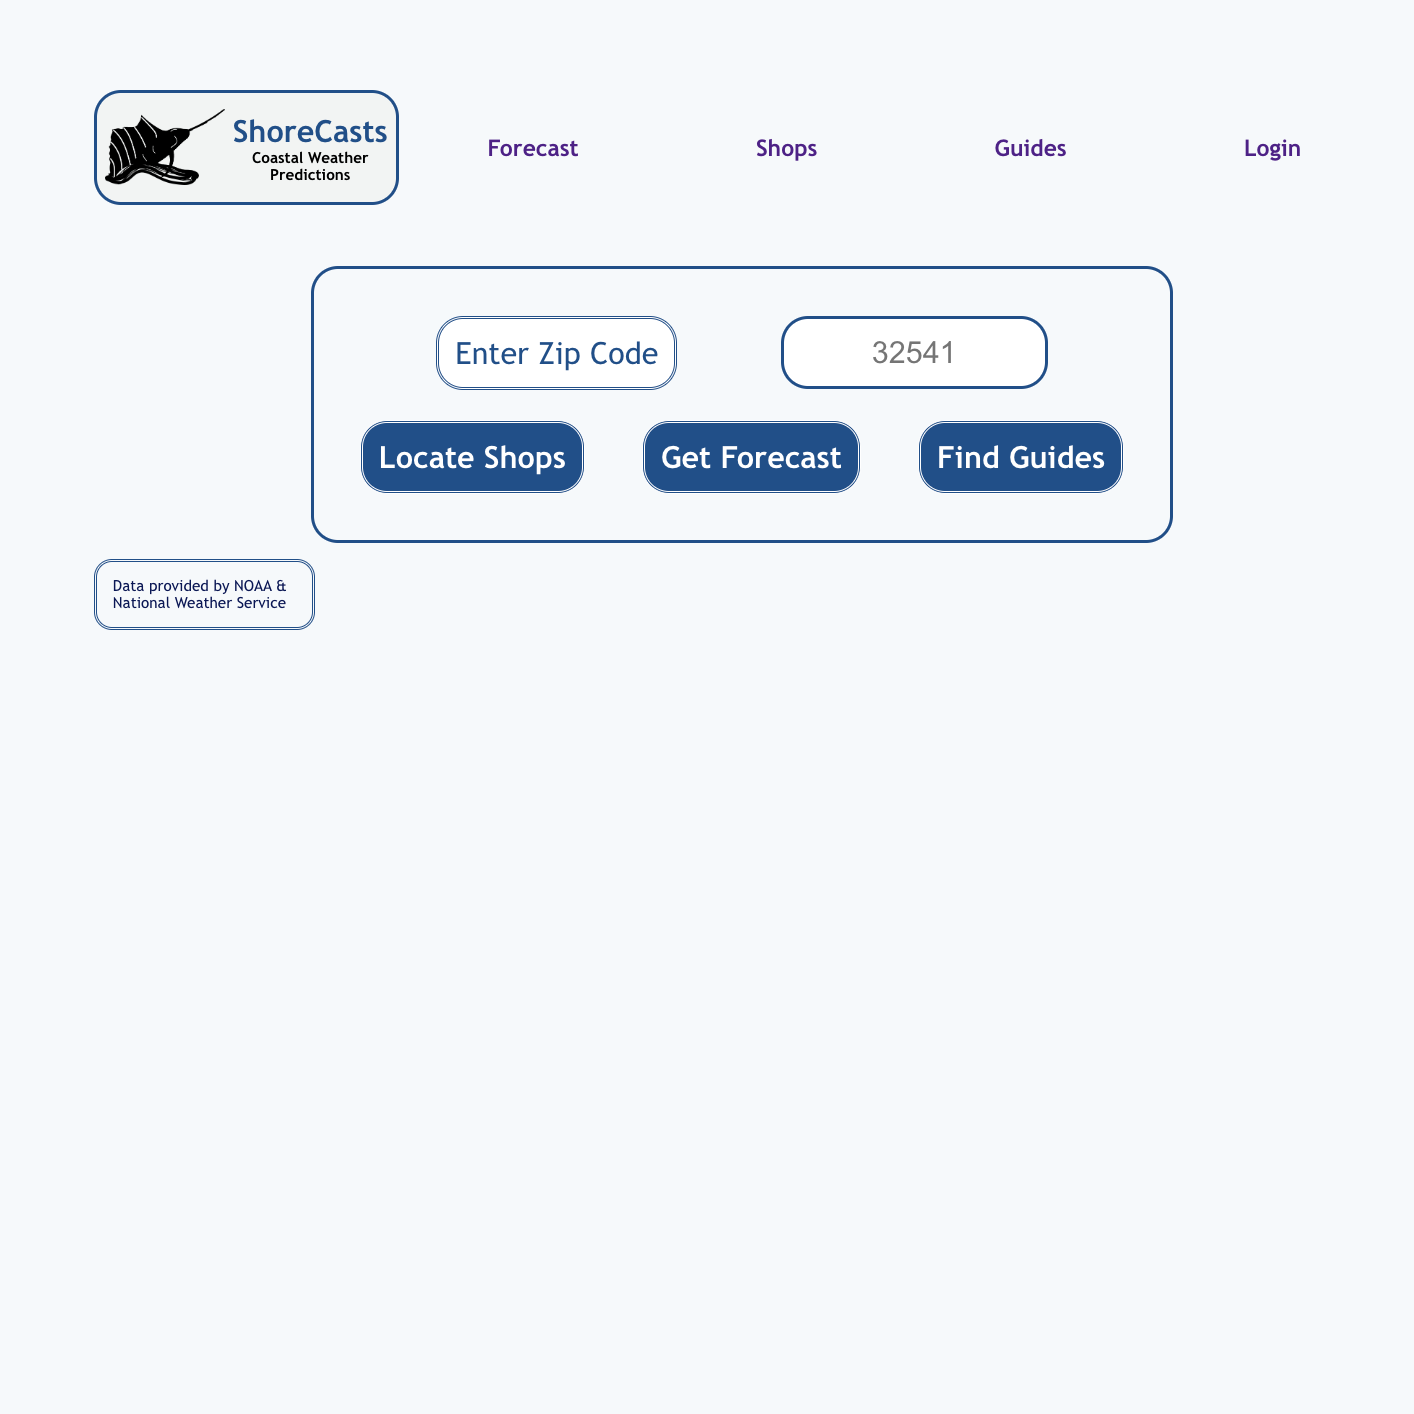 ShoreCasts
Coastal Weather
Predictions
Forecast
Shops
Guides
Login
Enter Zip Code
32541
Locate Shops
Get Forecast
Find Guides
Data provided by NOAA &
National Weather Service